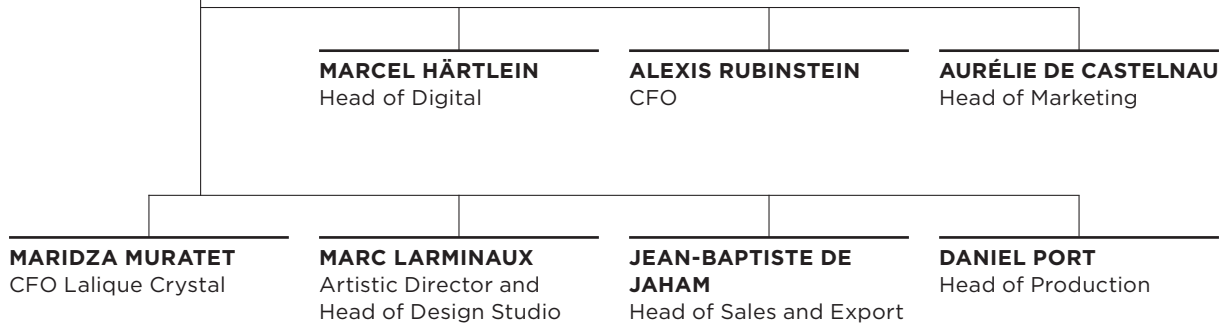 MARCEL HÄRTLEIN
Head of Digital
ALEXIS RUBINSTEIN
CFO
AURÉLIE DE CASTELNAU
Head of Marketing
MARIDZA MURATET
CFO Lalique Crystal
MARC LARMINAUX
Artistic Director and
Head of Design Studio
JEAN-BAPTISTE DE
JAHAM
Head of Sales and Export
DANIEL PORT
Head of Production